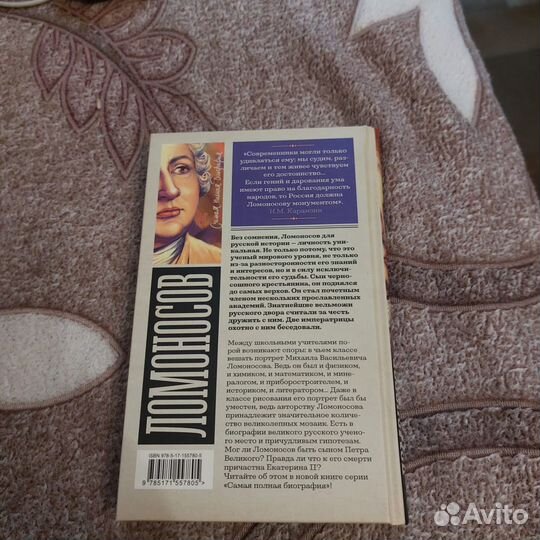 «Современники могли только
удивляться ему; мы судим, раз-
личаем и тем живее чувствуем
его достоинство...
Если гений и дарования ума
имеют право на благодарность
народов, то Россия должна
Ломоносову монументом».
Н.М. Карамзин
Самая Полная Биография
ЛОМОНОСОВ
Без сомнения, Ломоносов для
русской истории — личность уни-
кальная. Не только потому, что это
ученый мирового уровня, не только
из-за разносторонности его знаний
и интересов, но и в силу исключи-
тельности его судьбы. Сын черно-
сошного крестьянина, он поднялся
до самых верхов. Он стал почетным
членом нескольких прославленных
академий. Знатнейшие вельможи
русского двора считали за честь
дружить с ним. Две императрицы
охотно с ним беседовали.
Между школьными учителями по-
рой возникают споры: в чьем классе
вешать портрет Михаила Васильевича
Ломоносова. Ведь он был и физиком,
и химиком, и математиком, и мине-
ралогом, и приборостроителем, и
историком, и литератором... Даже в
классе рисования его портрет был бы
уместен, ведь авторству Ломоносова
принадлежит значительное количе-
ство великолепных мозаик. Есть в
биографии великого русского учено-
го место и причудливым гипотезам.
Мог ли Ломоносов быть сыном Петра
Великого? Правда ли что к его смерти
причастна Екатерина II?
Читайте об этом в новой книге серии
«Самая полная биография»!
ISBN 978-5-17-155780-5
9 785171 557805 >
Avito